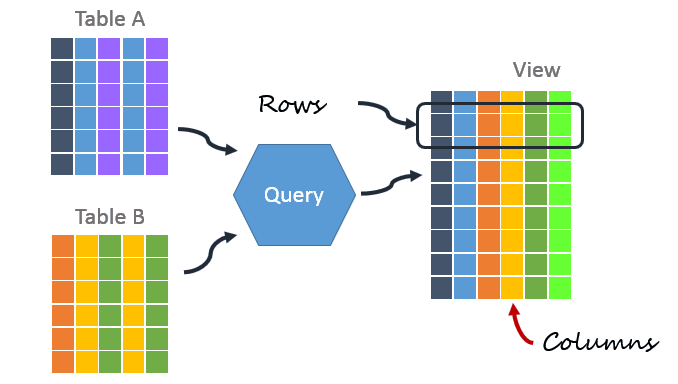 Table A
View
Rows
Query
Table B
Columns